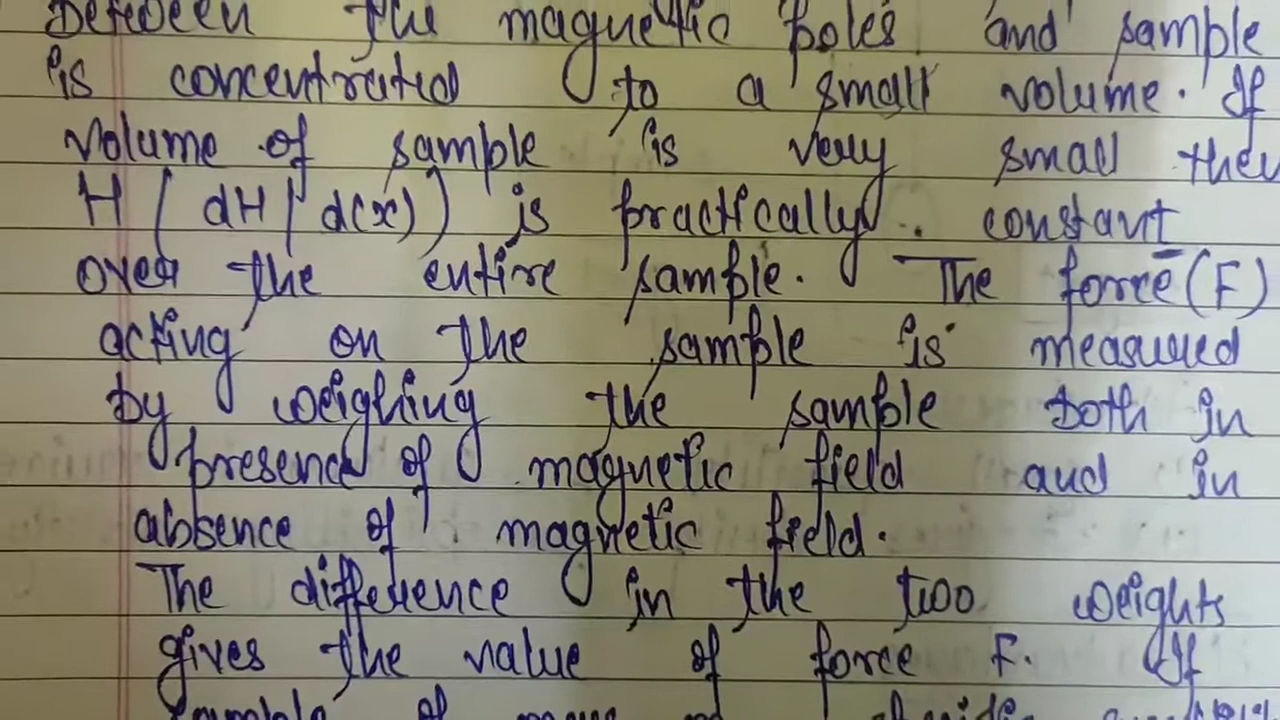 between the magnetic poles and sample
is concentrated to a small volume. If
volume of sample is very small then
H ( dH / d(x) ) is practically constant
over the entire sample. The force (F)
acting on the sample is measured
by weighing the sample both in
presence of magnetic field and in
absence of magnetic field.
The difference in the two weights
gives the value of force F. If
sample of